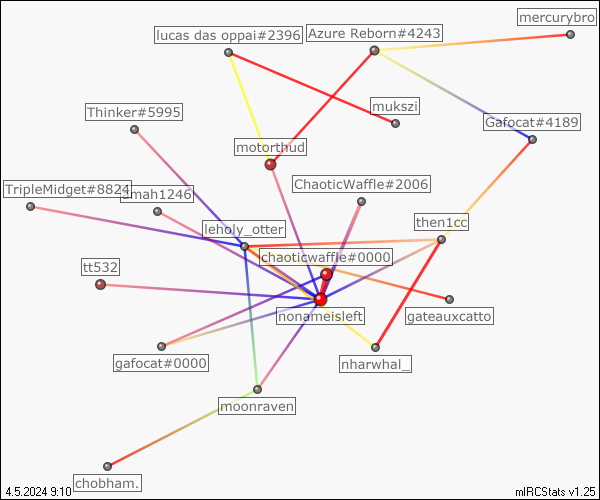 mercurybro
lucas das oppai#2396
Azure Reborn#4243
mukszi
Thinker#5995
Gafocat#4189
motorthud
ChaoticWaffle#2006
TripleMidget#8824
then1cc
leholy_otter
chaoticwaffle#0000
tt532
nonameisleft
gateauxcatto
gafocat#0000
nharwhal_
moonraven
chobham.
4.5.2024 9:10
mIRCStats v1.25